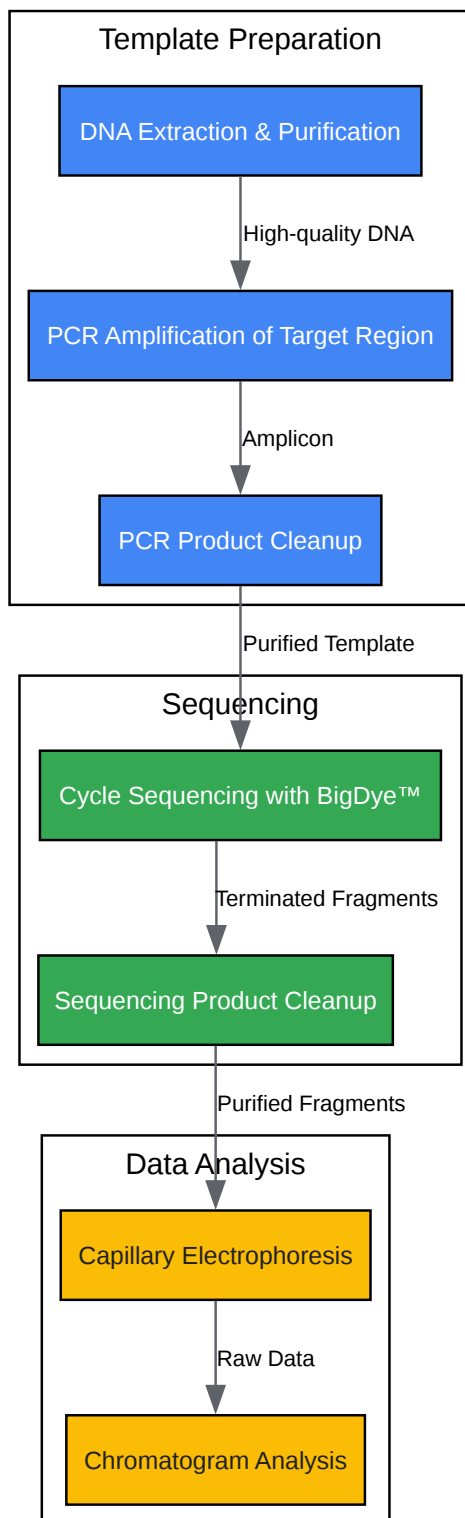 Template Preparation
DNA Extraction & Purification
High-quality DNA
PCR Amplification of Target Region
Amplicon
PCR Product Cleanup
Purified Template
Sequencing
Cycle Sequencing with BigDye™
Terminated Fragments
Sequencing Product Cleanup
Purified Fragments
Data Analysis
Capillary Electrophoresis
Raw Data
Chromatogram Analysis